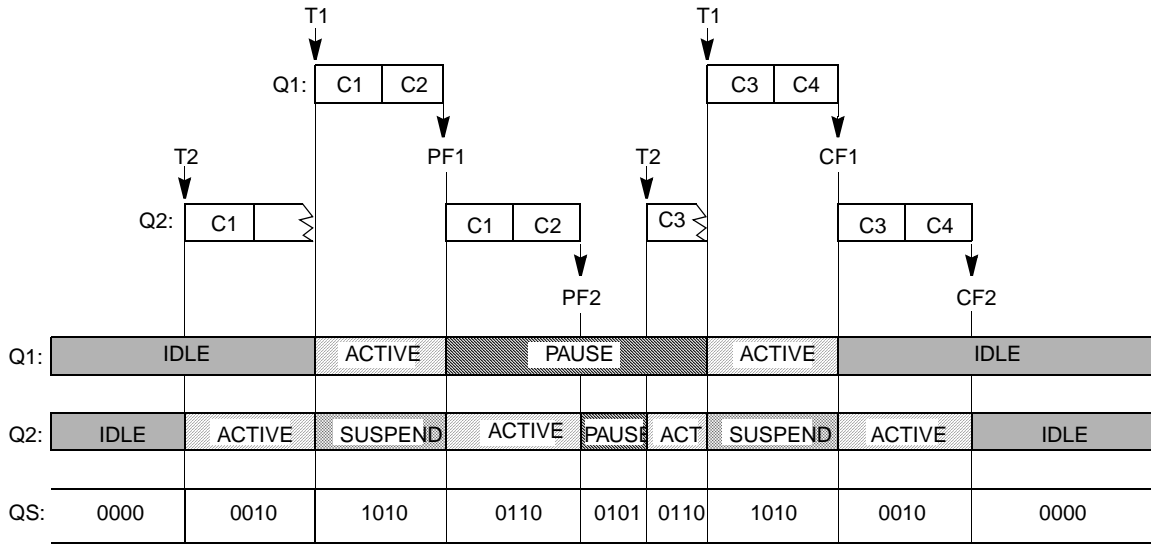 T1 T1
Q1: C1 C2 C3 C4
T2 PF1 T2 CF1
Q2: C1 C1 C2 C3 C3 C4
PF2 CF2
Q1: IDLE ACTIVE PAUSE ACTIVE IDLE
Q2: IDLE ACTIVE SUSPEND ACTIVE PAUSE ACT SUSPEND ACTIVE IDLE
QS: 0000 0010 1010 0110 0101 0110 1010 0010 0000